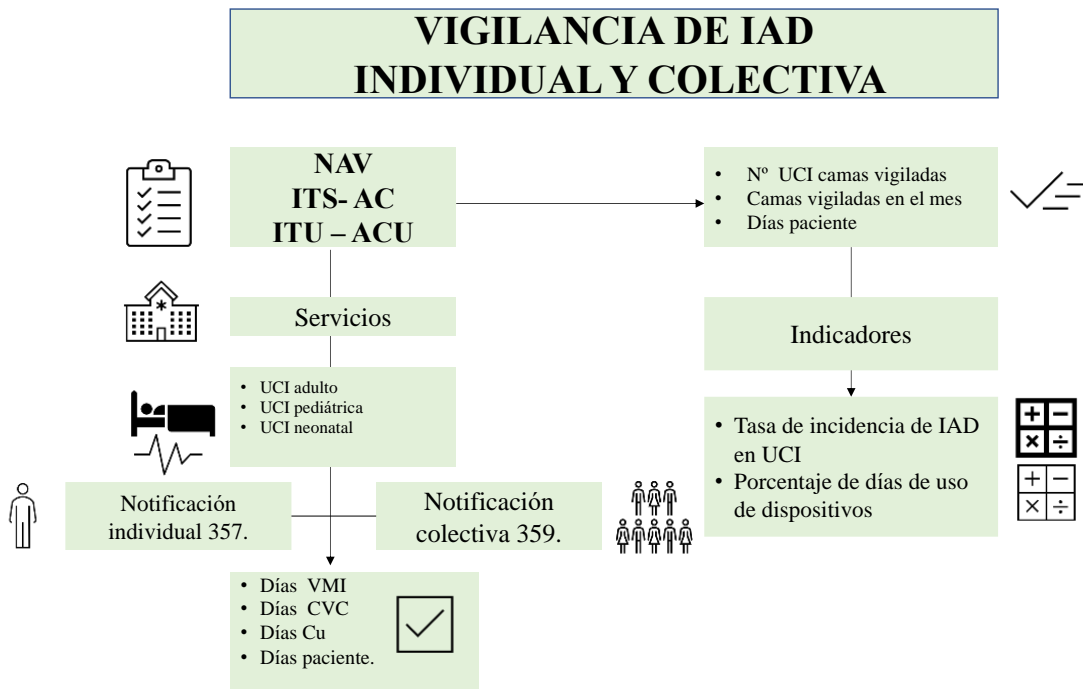 VIGILANCIA DE IAD
INDIVIDUAL Y COLECTIVA
NAV
ITS- AC
ITU – ACU
• Nº UCI camas vigiladas
• Camas vigiladas en el mes
• Días paciente
Servicios
Indicadores
• UCI adulto
• UCI pediátrica
• UCI neonatal
• Tasa de incidencia de IAD
en UCI
• Porcentaje de días de uso
de dispositivos
Notificación
individual 357.
Notificación
colectiva 359.
• Días VMI
• Días CVC
• Días Cu
• Días paciente.